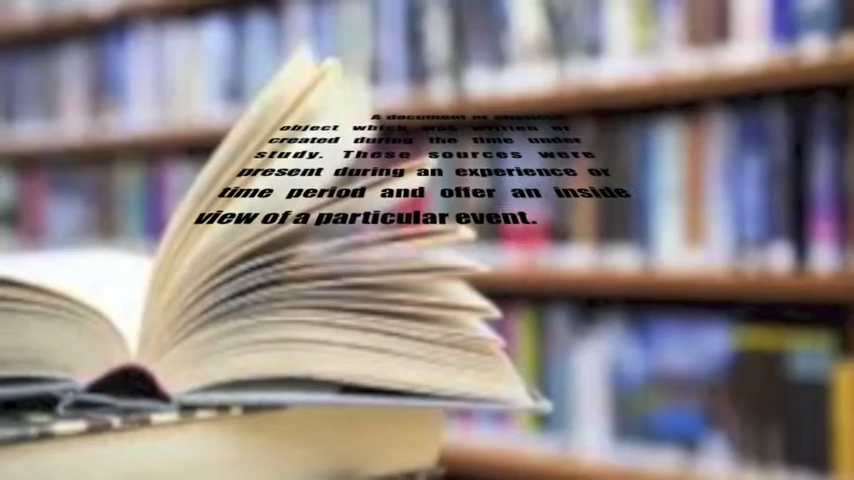 A document or physical
object which was written or
created during the time under
study. These sources were
present during an experience or
time period and offer an inside
view of a particular event.